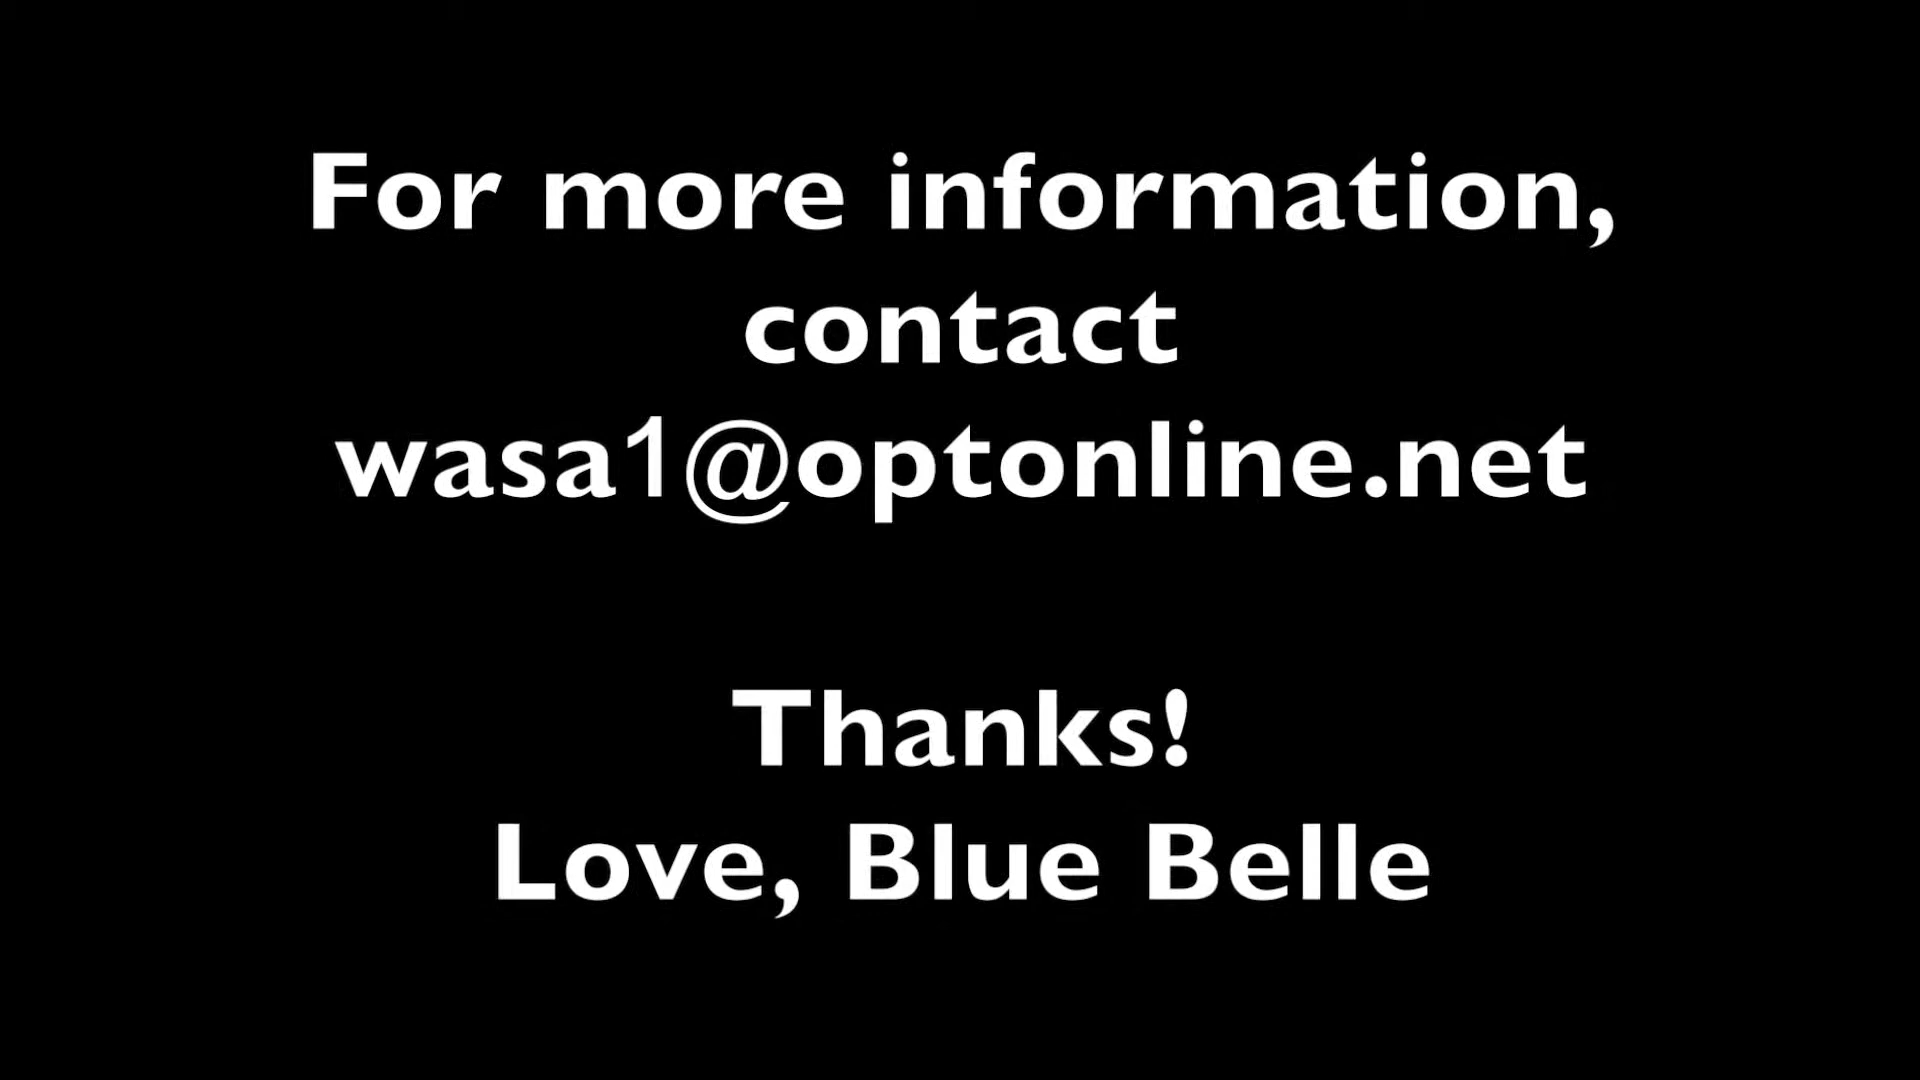 For more information,
contact
wasa1@optonline.net
Thanks!
Love, Blue Belle